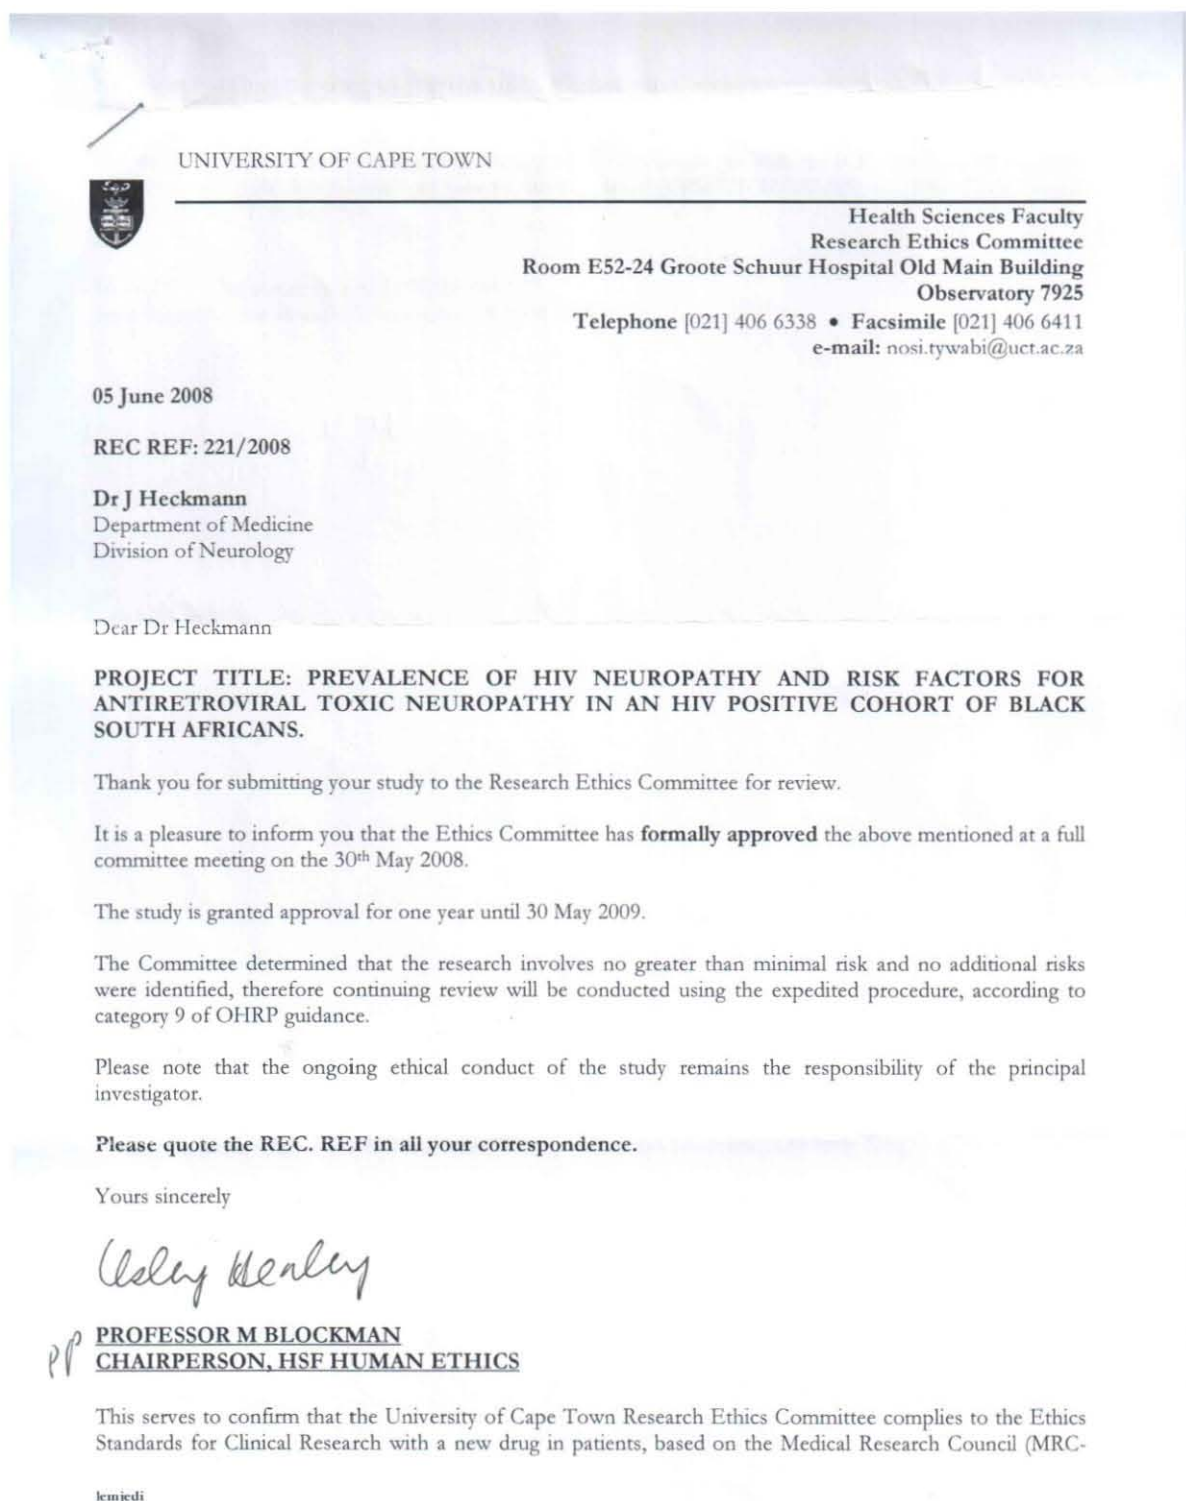 UNIVERSITY OF CAPE TOWN
Health Sciences Faculty
Research Ethics Committee
Room E52-24 Groote Schuur Hospital Old Main Building
Observatory 7925
Telephone [021] 406 6338 • Facsimile [021] 406 6411
e-mail: nosi.tywabi@uct.ac.za
05 June 2008
REC REF: 221/2008
Dr J Heckmann
Department of Medicine
Division of Neurology
Dear Dr Heckmann
PROJECT TITLE: PREVALENCE OF HIV NEUROPATHY AND RISK FACTORS FOR
ANTIRETROVIRAL TOXIC NEUROPATHY IN AN HIV POSITIVE COHORT OF BLACK
SOUTH AFRICANS.
Thank you for submitting your study to the Research Ethics Committee for review.
It is a pleasure to inform you that the Ethics Committee has formally approved the above mentioned at a full
committee meeting on the 30th May 2008.
The study is granted approval for one year until 30 May 2009.
The Committee determined that the research involves no greater than minimal risk and no additional risks
were identified, therefore continuing review will be conducted using the expedited procedure, according to
category 9 of OHRP guidance.
Please note that the ongoing ethical conduct of the study remains the responsibility of the principal
investigator.
Please quote the REC. REF in all your correspondence.
Yours sincerely
pp PROFESSOR M BLOCKMAN
CHAIRPERSON, HSF HUMAN ETHICS
This serves to confirm that the University of Cape Town Research Ethics Committee complies to the Ethics
Standards for Clinical Research with a new drug in patients, based on the Medical Research Council (MRC-
lemjedi